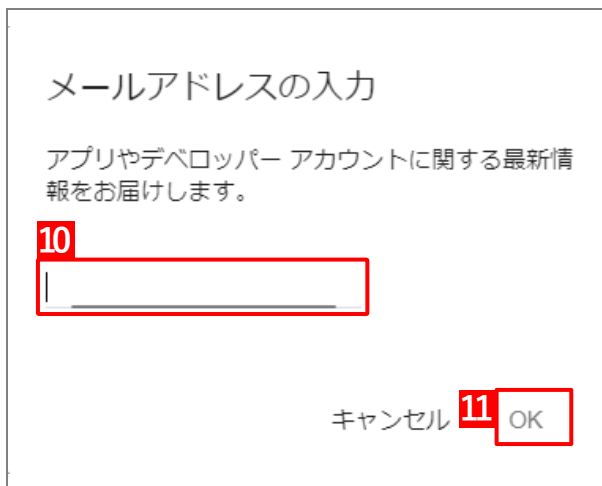 メールアドレスの入力
アプリやデベロッパー アカウントに関する最新情
報をお届けします。
10
キャンセル 11 OK